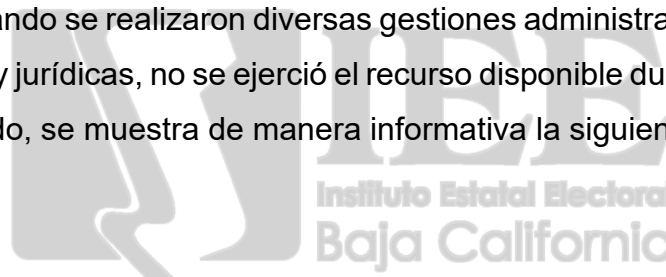 ando se realizaron diversas gestiones administra
y jurídicas, no se ejerció el recurso disponible du
do, se muestra de manera informativa la siguien
IEE
Instituto Estatal Electoral
Baja California